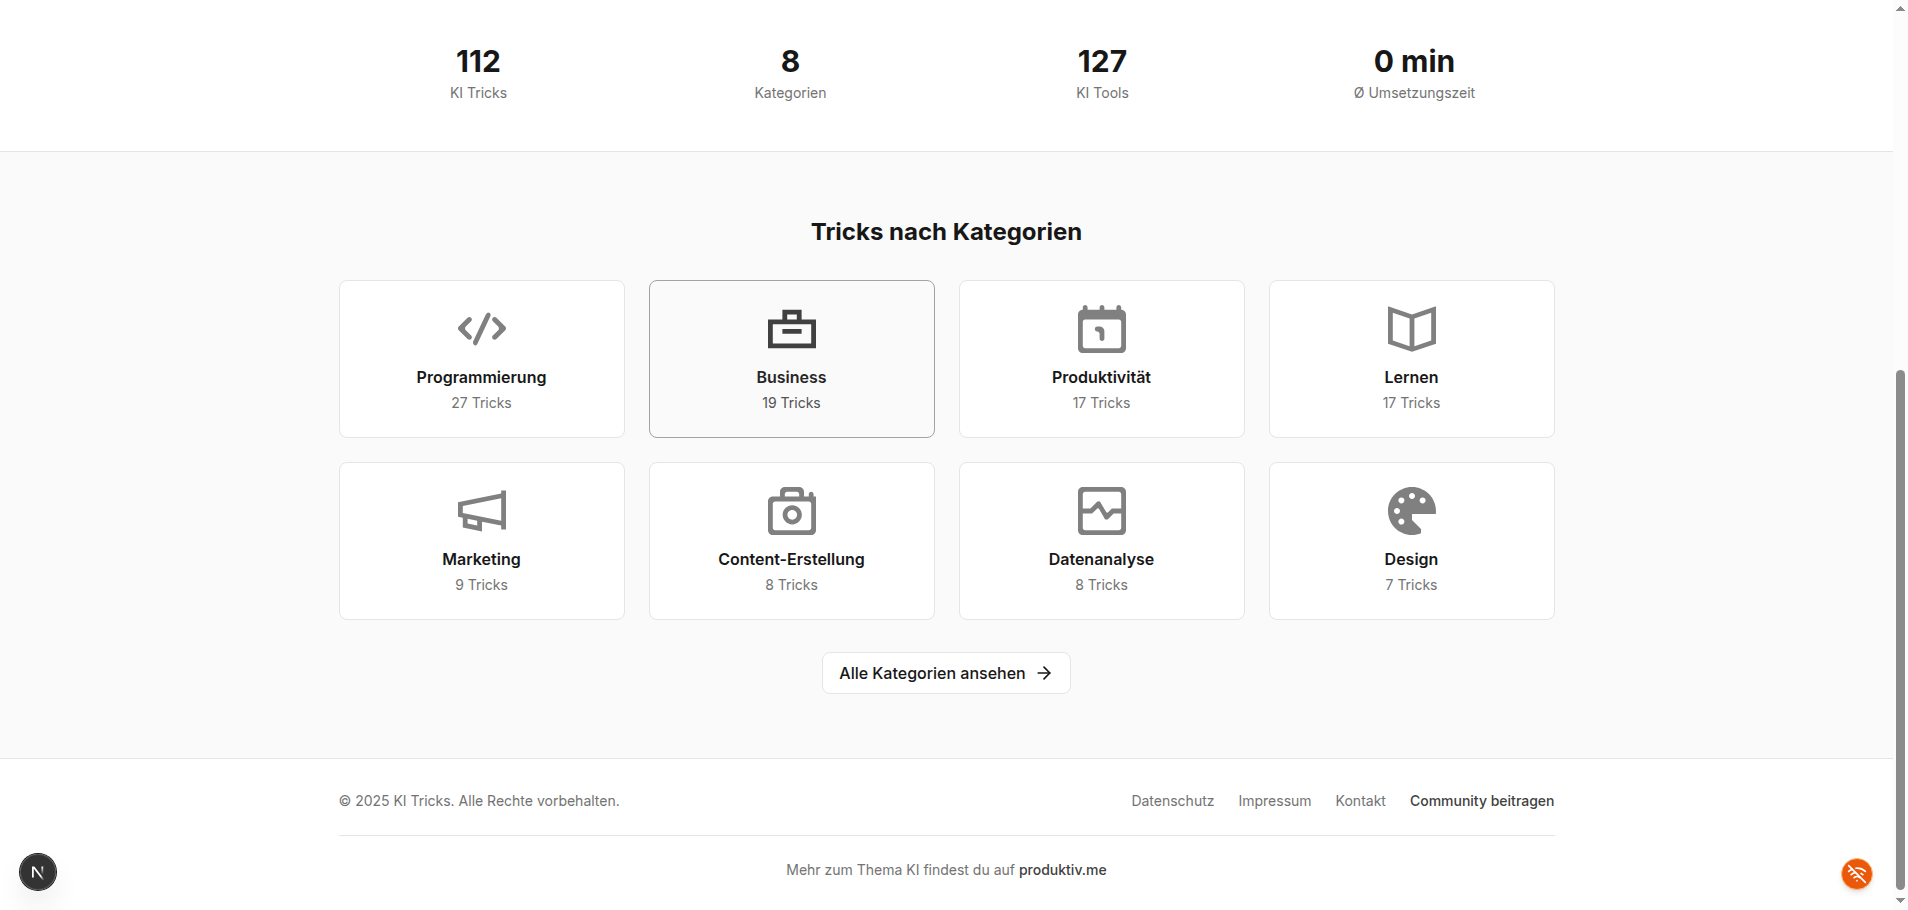 112
KI Tricks
8
Kategorien
127
KI Tools
0 min
Ø Umsetzungszeit
Tricks nach Kategorien
Programmierung
27 Tricks
Business
19 Tricks
Produktivität
17 Tricks
Lernen
17 Tricks
Marketing
9 Tricks
Content-Erstellung
8 Tricks
Datenanalyse
8 Tricks
Design
7 Tricks
Alle Kategorien ansehen
© 2025 KI Tricks. Alle Rechte vorbehalten.
Datenschutz
Impressum
Kontakt
Community beitragen
Mehr zum Thema KI findest du auf produktiv.me
N